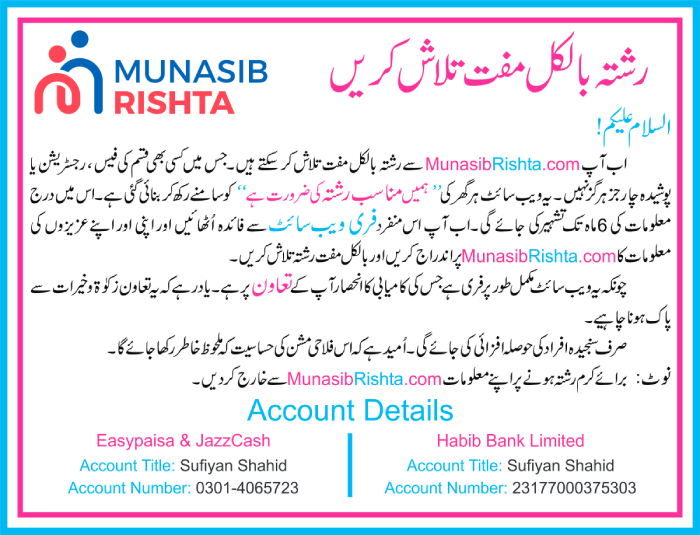 MUNASIB
RISHTA
رشتہ بالکل مفت تلاش کریں
السلام علیکم!
اب آپ MunasibRishta.com سے رشتہ بالکل مفت تلاش کر سکتے ہیں۔ جس میں کسی بھی قسم کی فیس، رجسٹریشن یا
پوشیدہ چارجز ہرگز نہیں۔ یہ ویب سائٹ ہر گھر کی ’’ہمیں مناسب رشتہ کی ضرورت ہے‘‘ کو سامنے رکھ کر بنائی گئی ہے۔ اس میں درج
معلومات کی 6 ماہ تک تشہیر کی جائے گی۔ اب آپ اس منفرد فری ویب سائٹ سے فائدہ اُٹھائیں اور اپنی اور اپنے عزیزوں کی
معلومات کا MunasibRishta.com پر اندراج کریں اور بالکل مفت رشتہ تلاش کریں۔
چونکہ یہ ویب سائٹ مکمل طور پر فری ہے جس کی کامیابی کا انحصار آپ کے تعاون پر ہے۔ یاد رہے کہ یہ تعاون زکوٰۃ و خیرات سے
پاک ہونا چاہیے۔
صرف سنجیدہ افراد کی حوصلہ افزائی کی جائے گی۔ اُمید ہے کہ اس فلاحی مشن کی حساسیت کو ملحوظ خاطر رکھا جائے گا۔
نوٹ: برائے کرم رشتہ ہونے پر اپنے معلومات MunasibRishta.com سے خارج کر دیں۔
Account Details
Easypaisa & JazzCash
Account Title: Sufiyan Shahid
Account Number: 0301-4065723
Habib Bank Limited
Account Title: Sufiyan Shahid
Account Number: 23177000375303